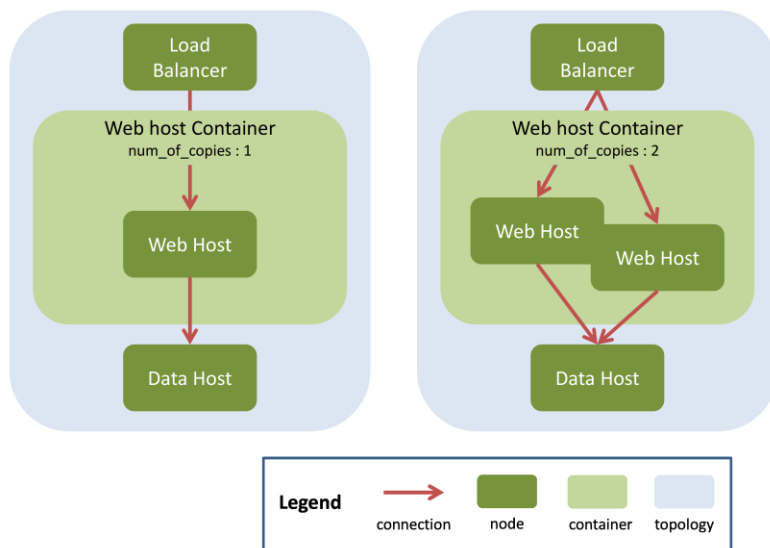 Load
Balancer
Web host Container
num_of_copies : 1
Web Host
Data Host
Load
Balancer
Web host Container
num_of_copies : 2
Web Host
Web Host
Data Host
Legend
connection
node
container
topology